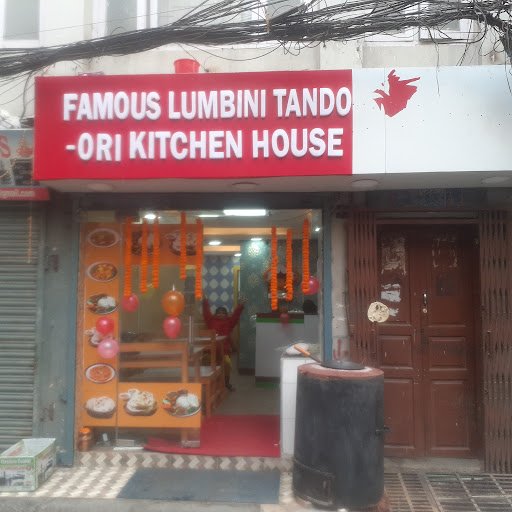 FAMOUS LUMBINI TANDO
-ORI KITCHEN HOUSE